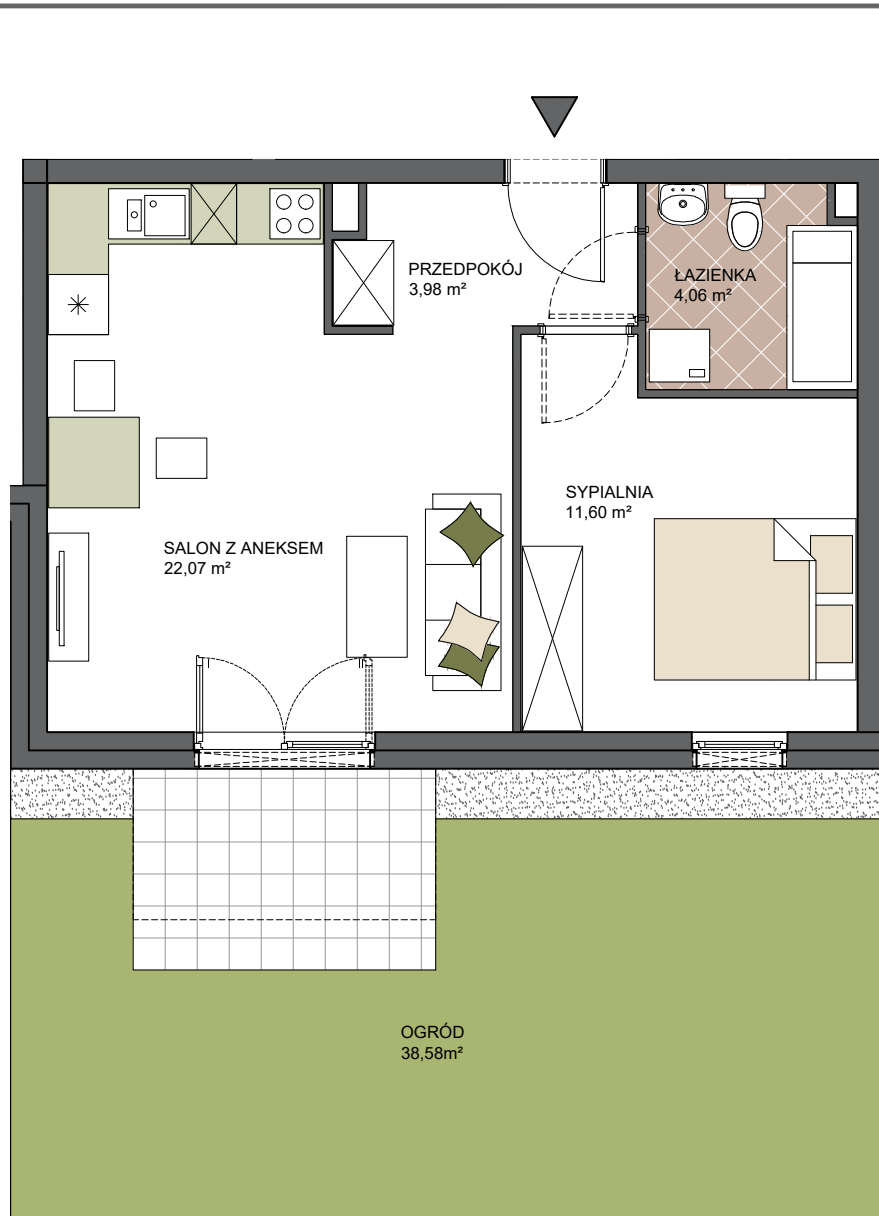 PRZEDPOKÓJ
3,98 m²
ŁAZIENKA
4,06 m²
SYPIALNIA
11,60 m²
SALON Z ANEKSEM
22,07 m²
OGRÓD
38,58m²